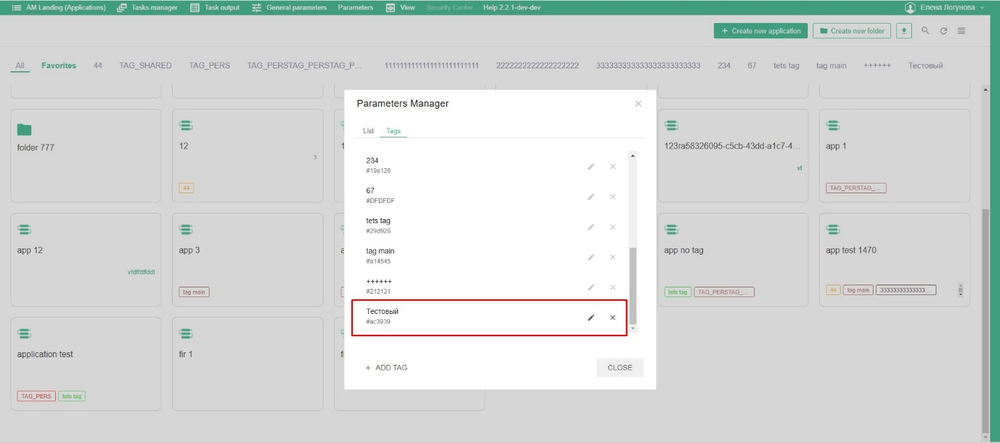 AM Landing (Applications) Tasks manager Task output General parameters Parameters View Security Center Help 2.2.1-dev-dev Елена Логунова
+ Create new application Create new folder
All Favorites 44 TAG_SHARED TAG_PERS TAG_PERSTAG_PERSTAG_P... 2222222222222222222 234 67 tets tag tag main ++++++ Тестовый
folder 777
12
3
44
123ra58326095-c5cb-43dd-a1c7-4...
vt
app 1
TAG_PERSTAG_...
Parameters Manager
List Tags
234
#19e126
67
#DFDFDF
tets tag
#29d926
tag main
#a14545
++++++
#212121
Тестовый
#ac3939
+ ADD TAG CLOSE
app 12
app 3
tag main
app no tag
tets tag TAG_PERSTAG_...
app test 1470
44 tag main 33333333333333...
application test
TAG_PERS tets tag
fir 1